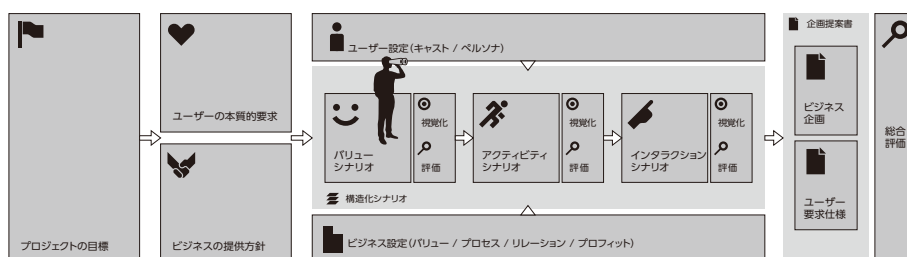 プロジェクトの目標
ユーザーの本質的要求
ビジネスの提供方針
ユーザー設定(キャスト / ペルソナ)
バリュー
シナリオ
視覚化
評価
アクティビティ
シナリオ
視覚化
評価
インタラクション
シナリオ
視覚化
評価
構造化シナリオ
ビジネス設定(バリュー / プロセス / リレーション / プロフィット)
企画提案書
ビジネス
企画
ユーザー
要求仕様
総合
評価